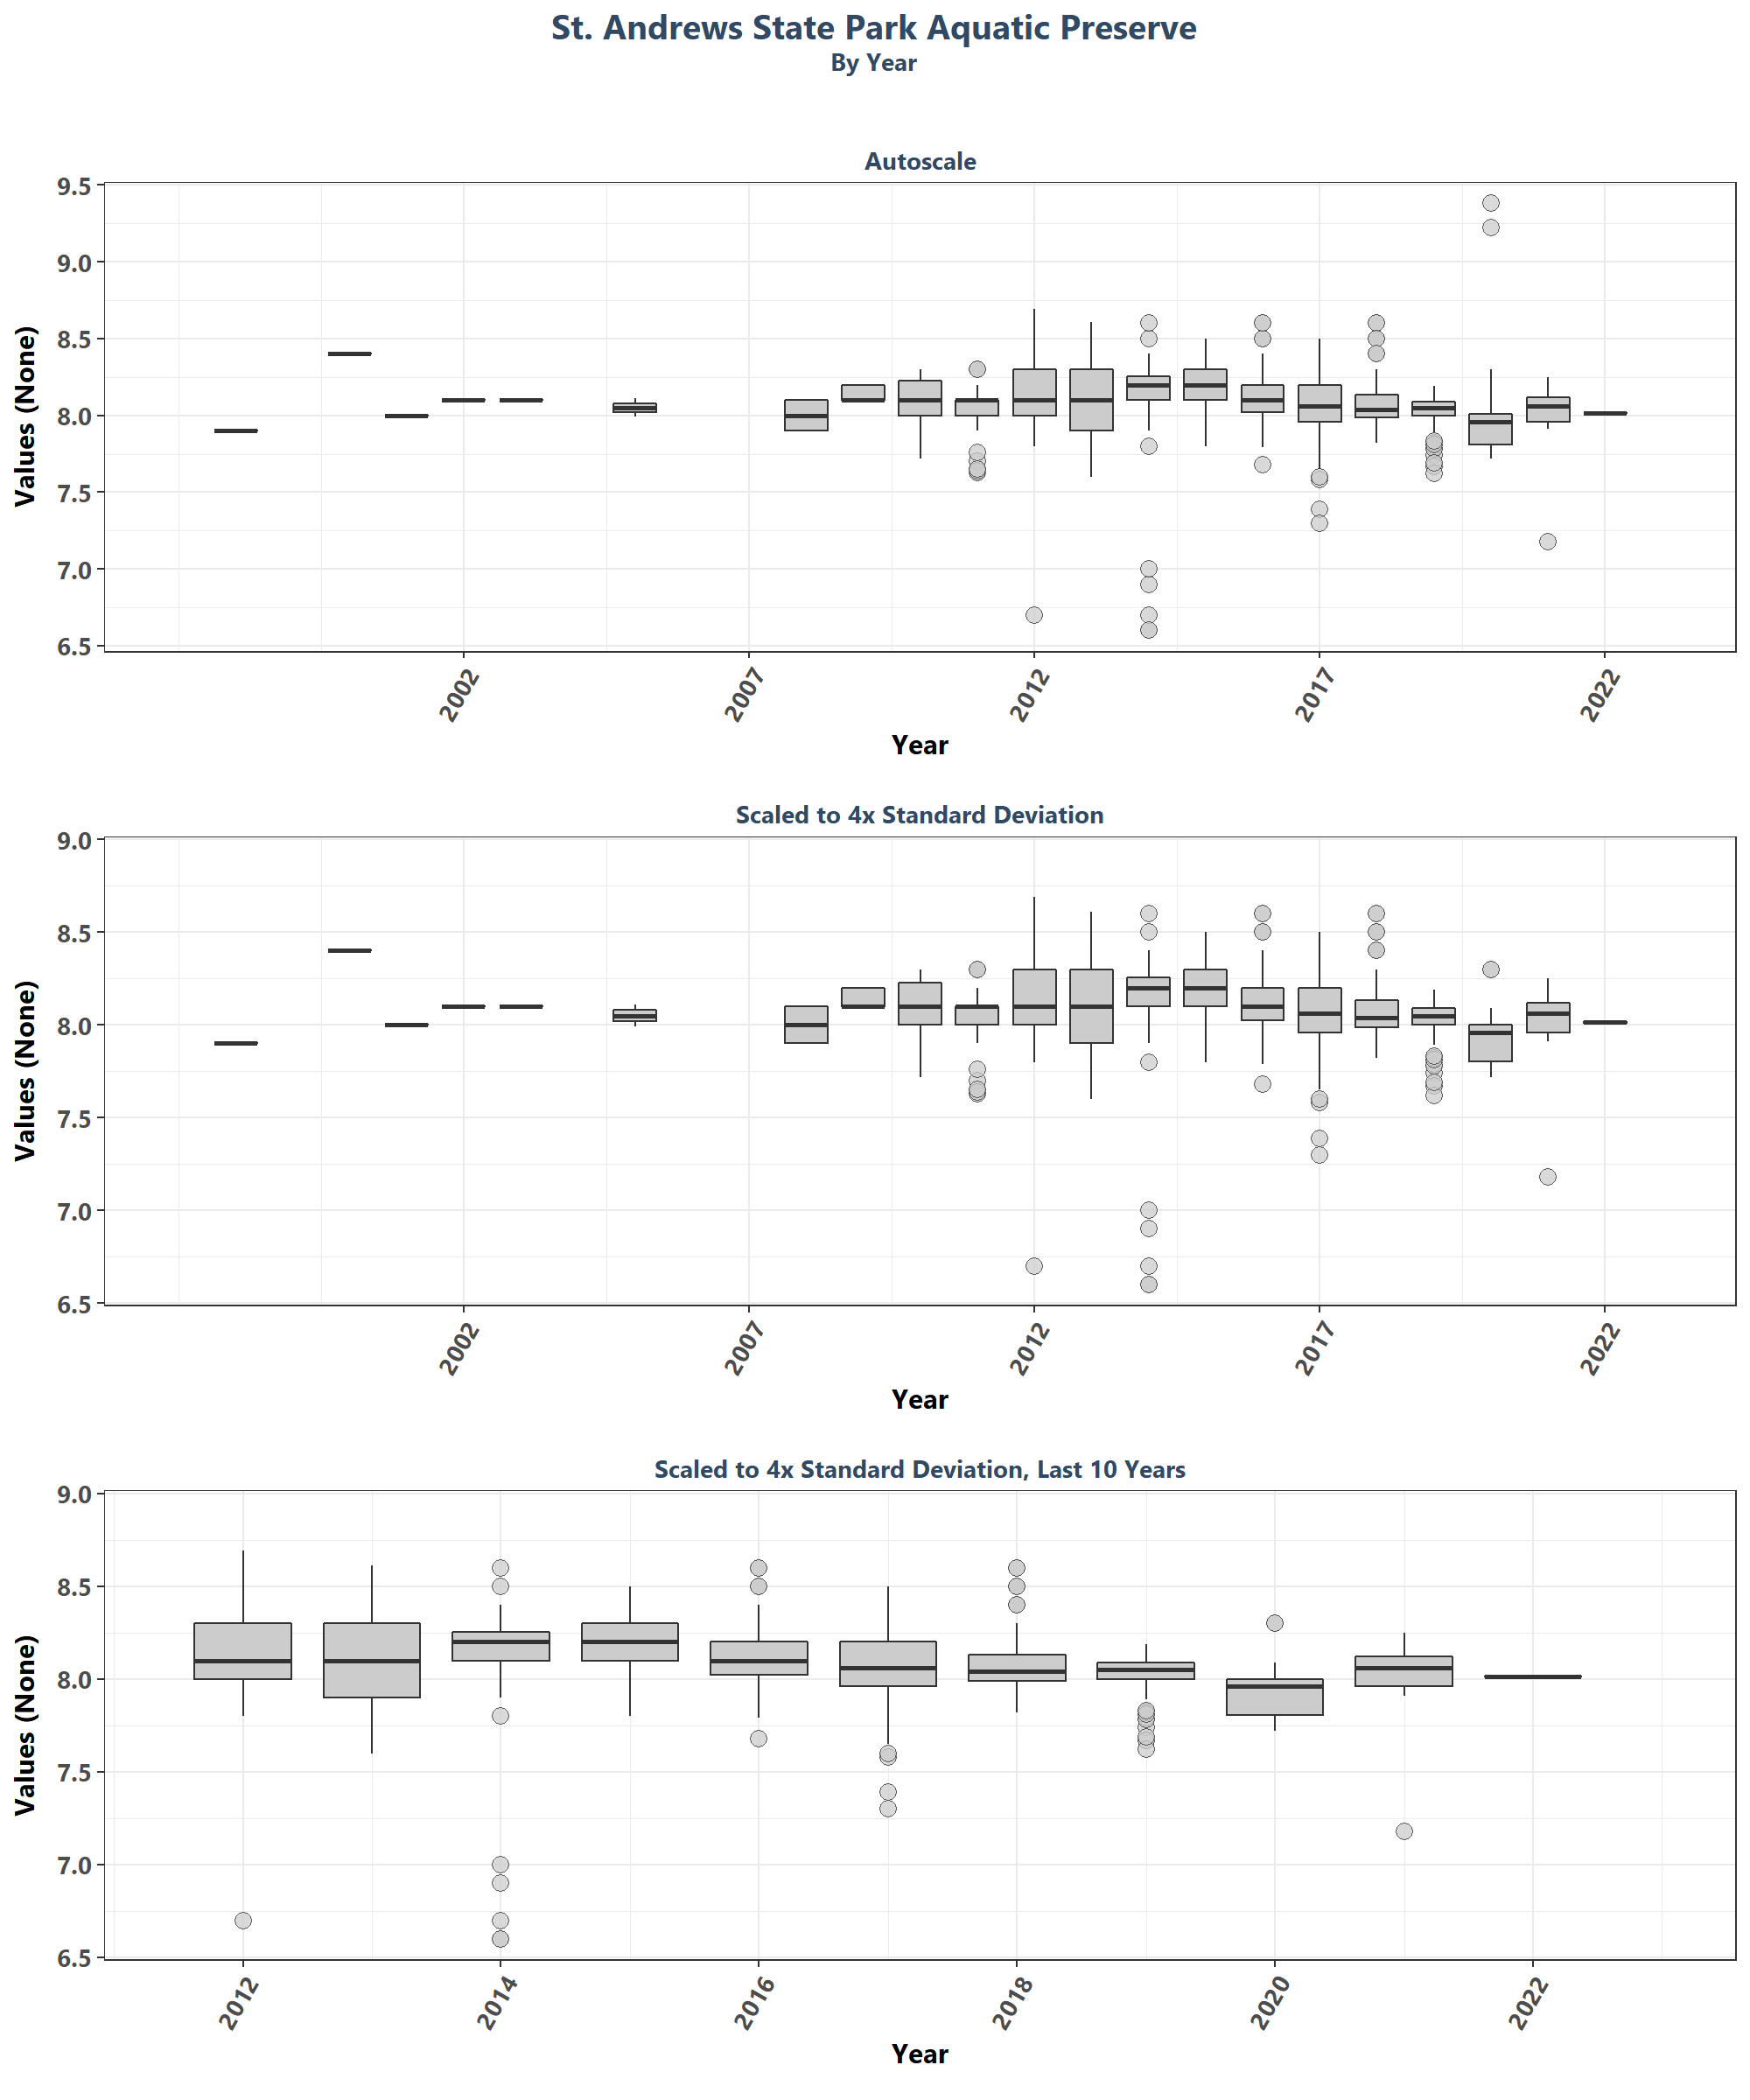 St. Andrews State Park Aquatic Preserve
By Year
Autoscale
9.5
9.0
8.5
8.0
7.5
7.0
6.5
Values (None)
2002 2007 2012 2017 2022
Year
Scaled to 4x Standard Deviation
9.0
8.5
8.0
7.5
7.0
6.5
Values (None)
2002 2007 2012 2017 2022
Year
Scaled to 4x Standard Deviation, Last 10 Years
9.0
8.5
8.0
7.5
7.0
6.5
Values (None)
2012 2014 2016 2018 2020 2022
Year